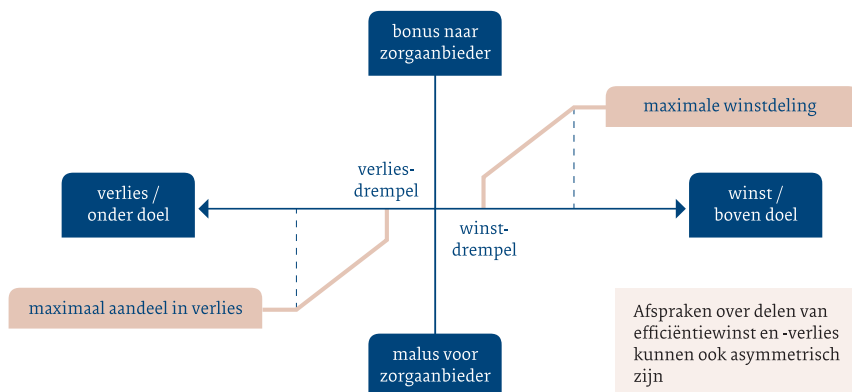 bonus naar
zorgaanbieder
maximale winstdeling
verlies-
drempel
verlies /
onder doel
winst /
boven doel
winst-
drempel
maximaal aandeel in verlies
Afspraken over delen van
efficiëntiewinst en -verlies
kunnen ook asymmetrisch
zijn
malus voor
zorgaanbieder